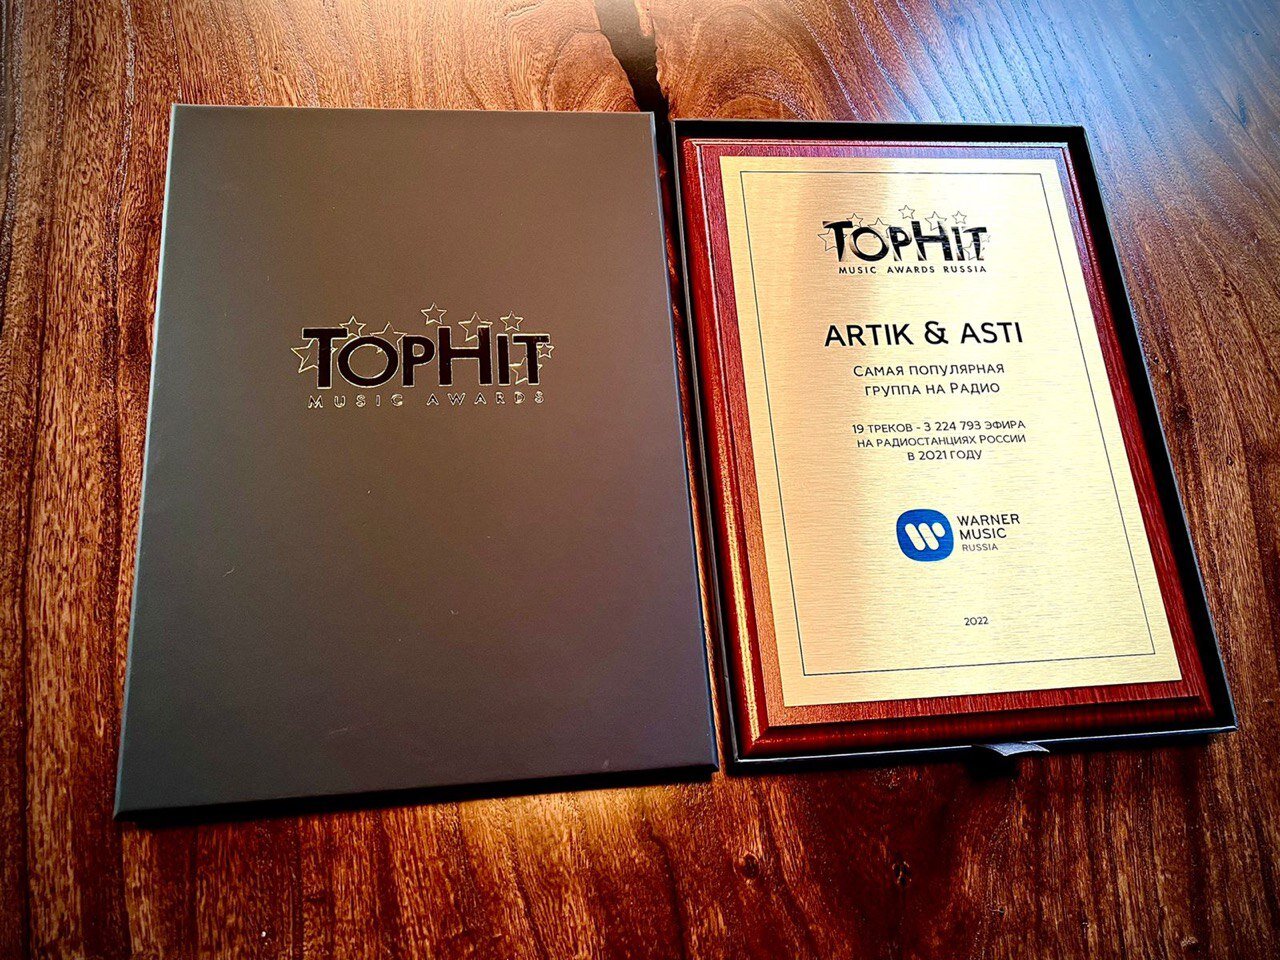 TOPHIT
MUSIC AWARDS
TOPHIT
MUSIC AWARDS RUSSIA
ARTIK & ASTI
САМАЯ ПОПУЛЯРНАЯ
ГРУППА НА РАДИО
19 ТРЕКОВ - 3 224 793 ЭФИРА
НА РАДИОСТАНЦИЯХ РОССИИ
В 2021 ГОДУ
WARNER
MUSIC
RUSSIA
2022